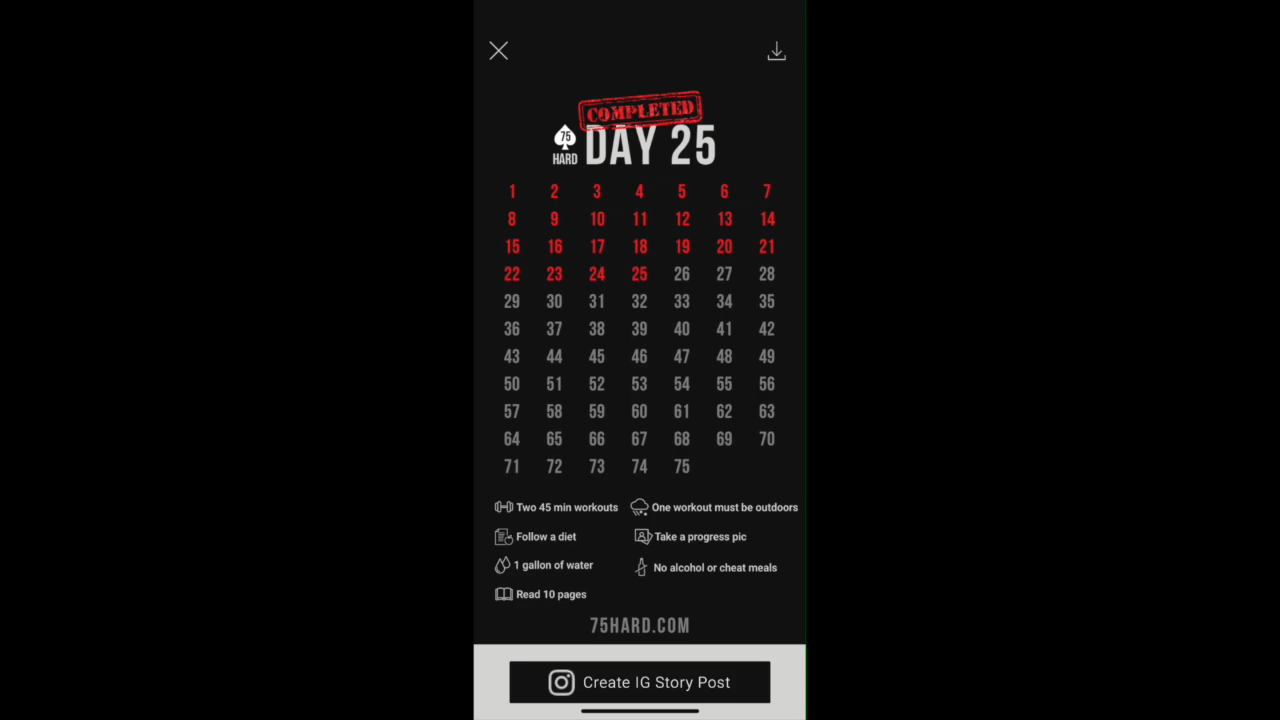 COMPLETED
75
HARD
DAY 25
1 2 3 4 5 6 7
8 9 10 11 12 13 14
15 16 17 18 19 20 21
22 23 24 25 26 27 28
29 30 31 32 33 34 35
36 37 38 39 40 41 42
43 44 45 46 47 48 49
50 51 52 53 54 55 56
57 58 59 60 61 62 63
64 65 66 67 68 69 70
71 72 73 74 75
Two 45 min workouts One workout must be outdoors
Follow a diet Take a progress pic
1 gallon of water No alcohol or cheat meals
Read 10 pages
75HARD.COM
Create IG Story Post